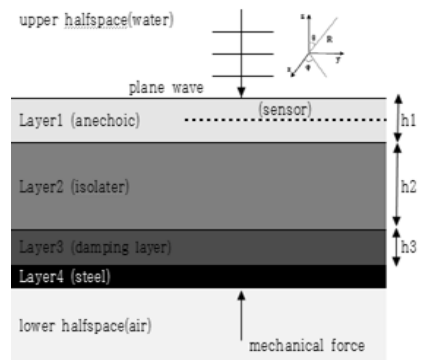 upper halfspace(water)
z
θ
R
y
x
φ
plane wave
(sensor)
Layer1 (anechoic)
h1
Layer2 (isolater)
h2
Layer3 (damping layer)
h3
Layer4 (steel)
lower halfspace(air)
mechanical force